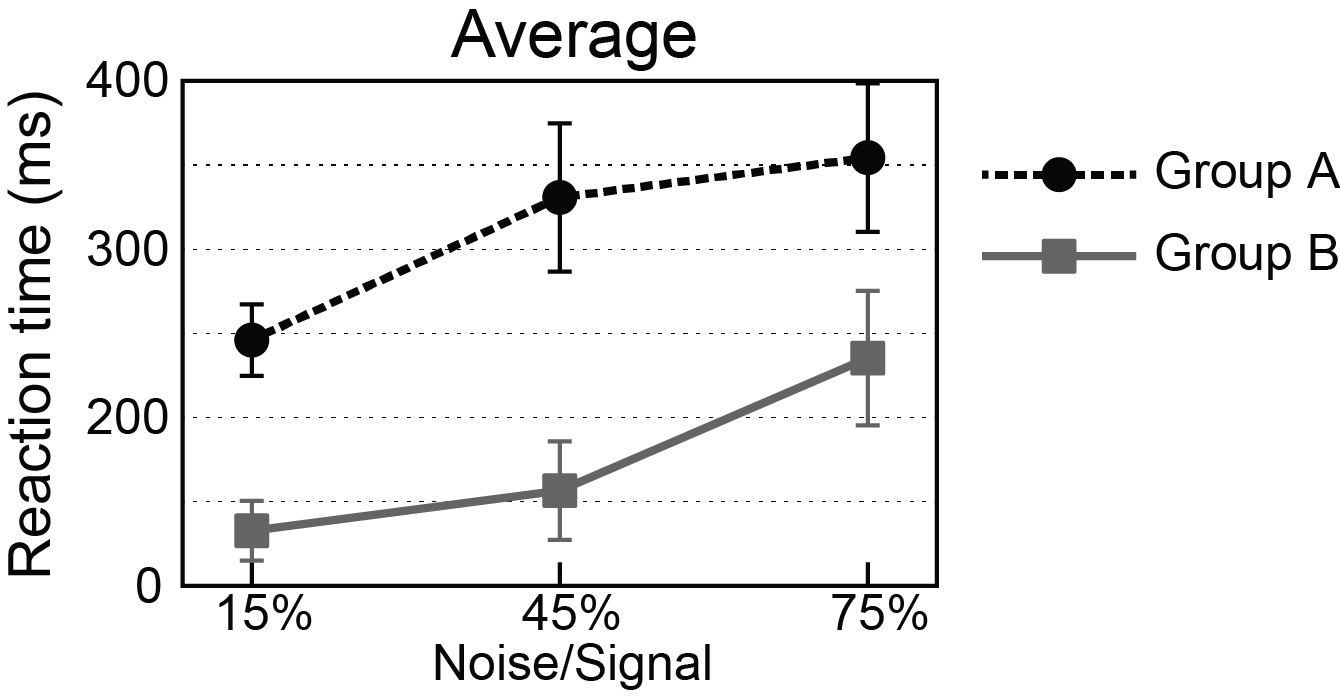 Average
Reaction time (ms)
400
300
200
0
15% 45% 75%
Noise/Signal
Group A
Group B